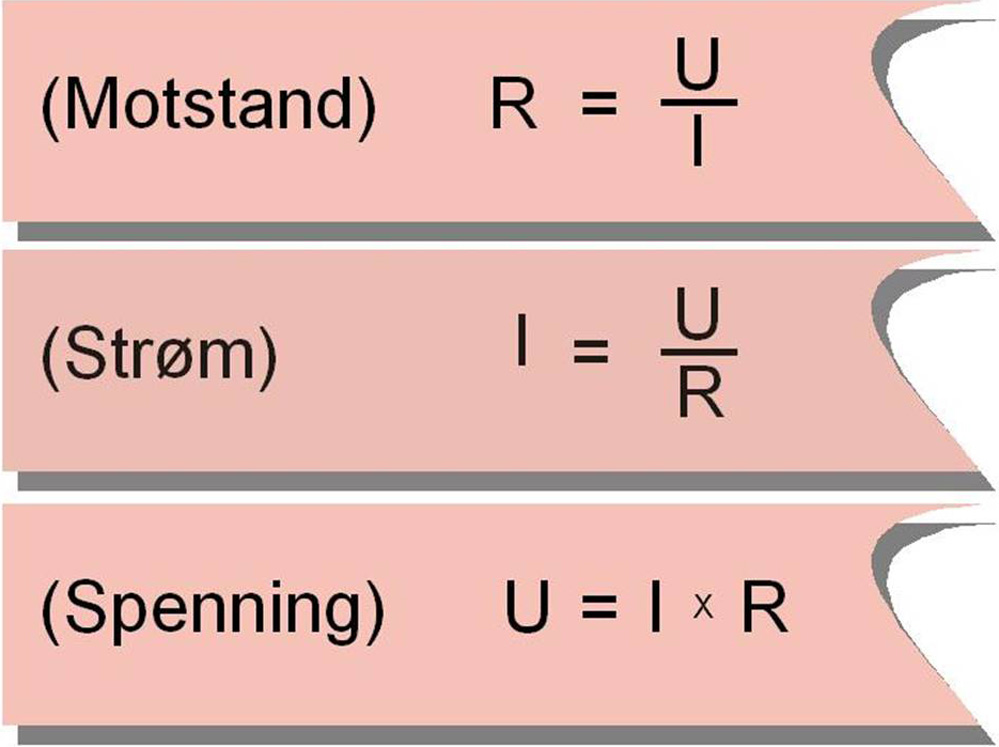 (Motstand) R = U/I
(Strøm) I = U/R
(Spenning) U = I x R